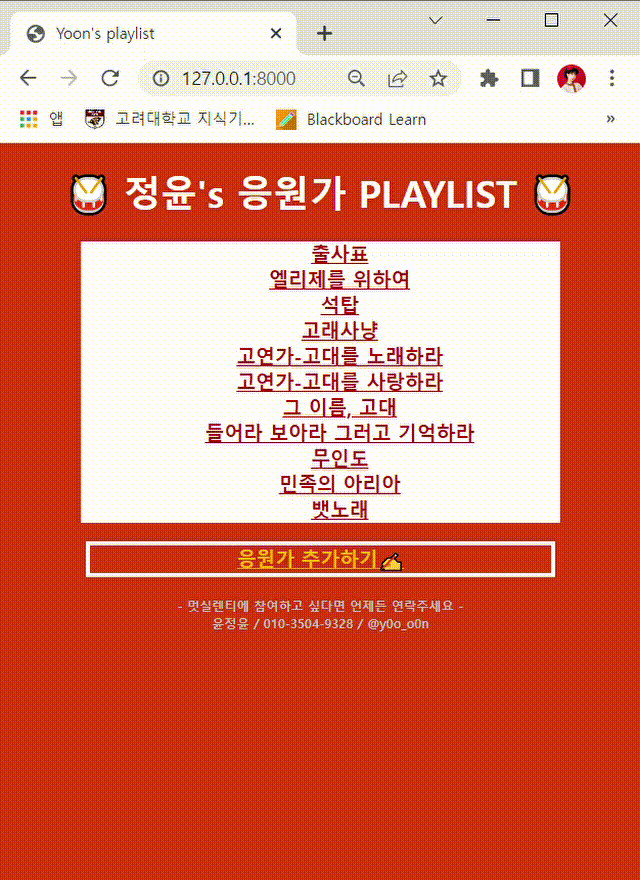 Yoon's playlist
127.0.0.1:8000
앱
고려대학교 지식기...
Blackboard Learn
»
정윤's 응원가 PLAYLIST
출사표
엘리제를 위하여
석탑
고래사냥
고연가-고대를 노래하라
고연가-고대를 사랑하라
그 이름, 고대
들어라 보아라 그러고 기억하라
무인도
민족의 아리아
뱃노래
응원가 추가하기✍
- 멋실렌티에 참여하고 싶다면 언제든 연락주세요 -
윤정윤 / 010-3504-9328 / @y0o_o0n